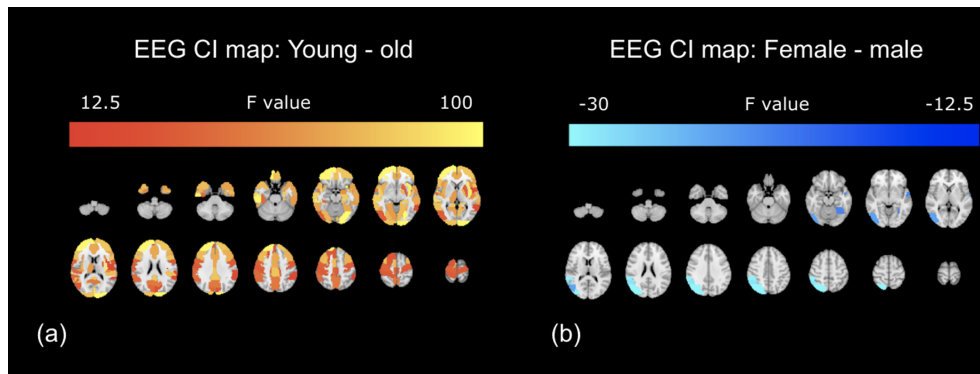 EEG CI map: Young - old
12.5 F value 100
(a)
EEG CI map: Female - male
-30 F value -12.5
(b)